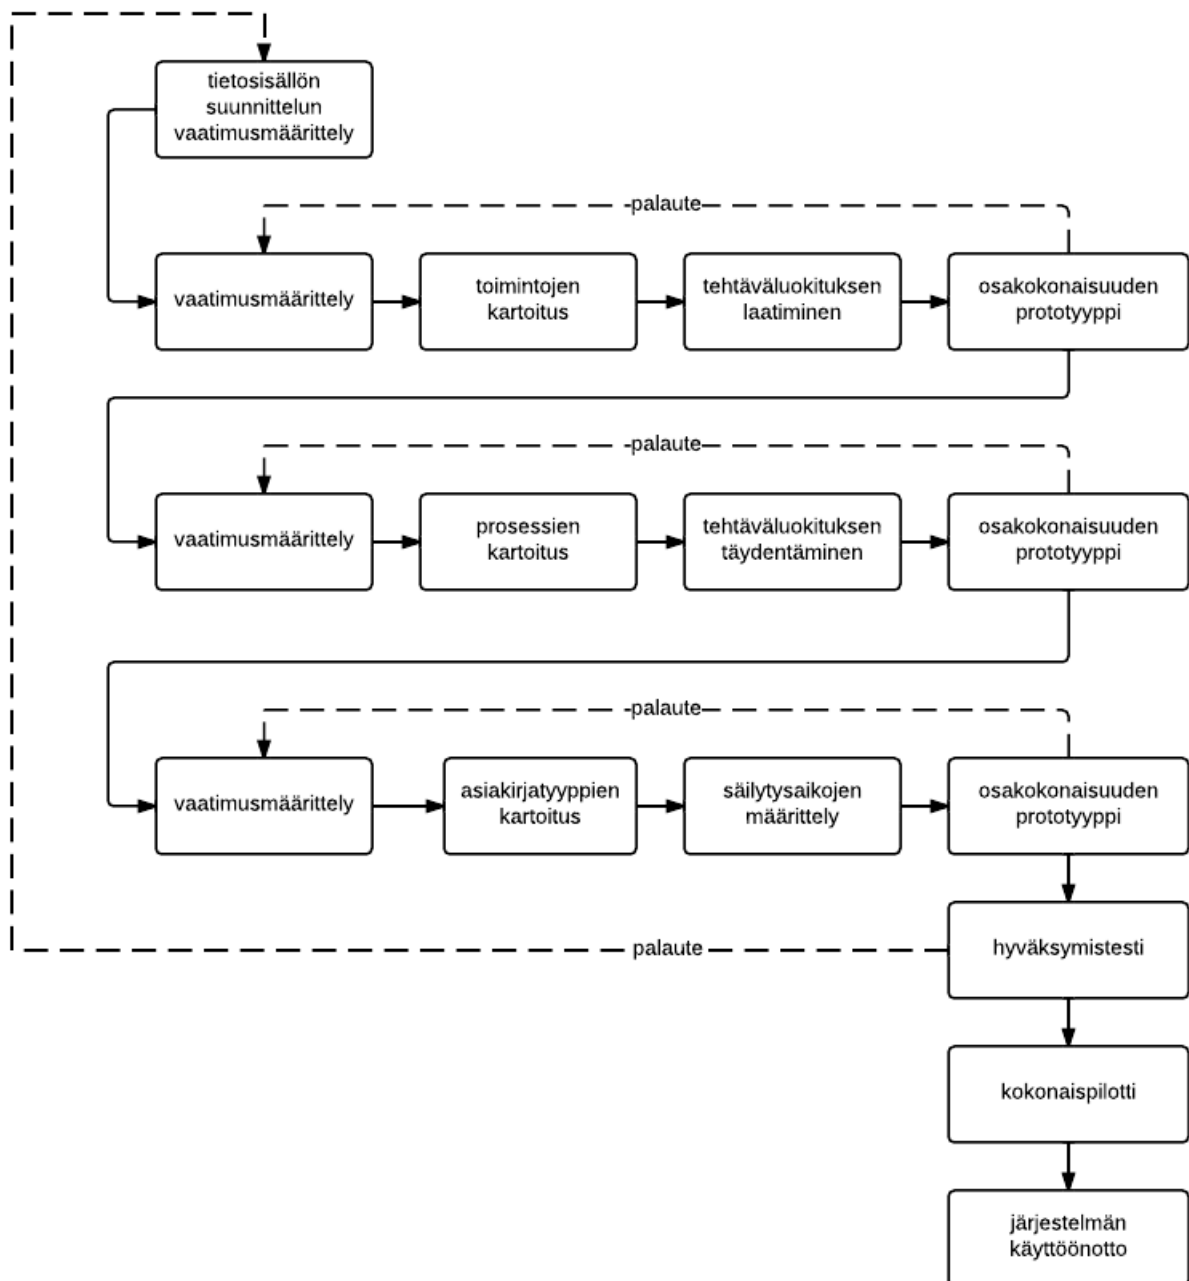 tietosisällön
suunnittelun
vaatimusmäärittely
palaute
vaatimusmäärittely
toimintojen
kartoitus
tehtäväluokituksen
laatiminen
osakokonaisuuden
prototyyppi
palaute
vaatimusmäärittely
prosessien
kartoitus
tehtäväluokituksen
täydentäminen
osakokonaisuuden
prototyyppi
palaute
vaatimusmäärittely
asiakirjatyyppien
kartoitus
säilytysaikojen
määrittely
osakokonaisuuden
prototyyppi
palaute
hyväksymistesti
kokonaispilotti
järjestelmän
käyttöönotto